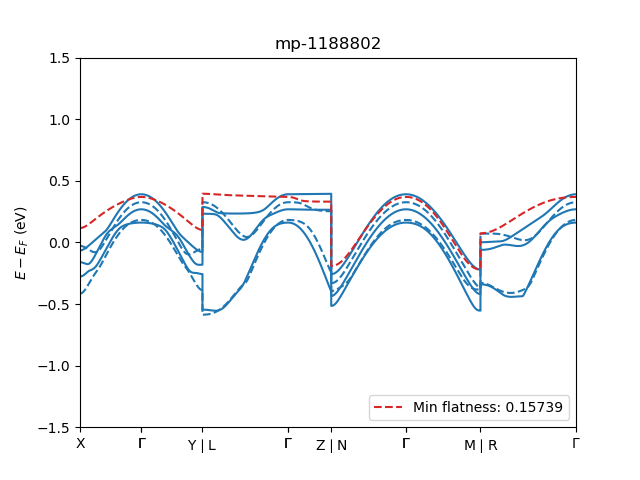 mp-1188802
E − E_F (eV)
1.5
1.0
0.5
0.0
−0.5
−1.0
−1.5
Min flatness: 0.15739
X Γ Y | L Γ Z | N Γ M | R Γ